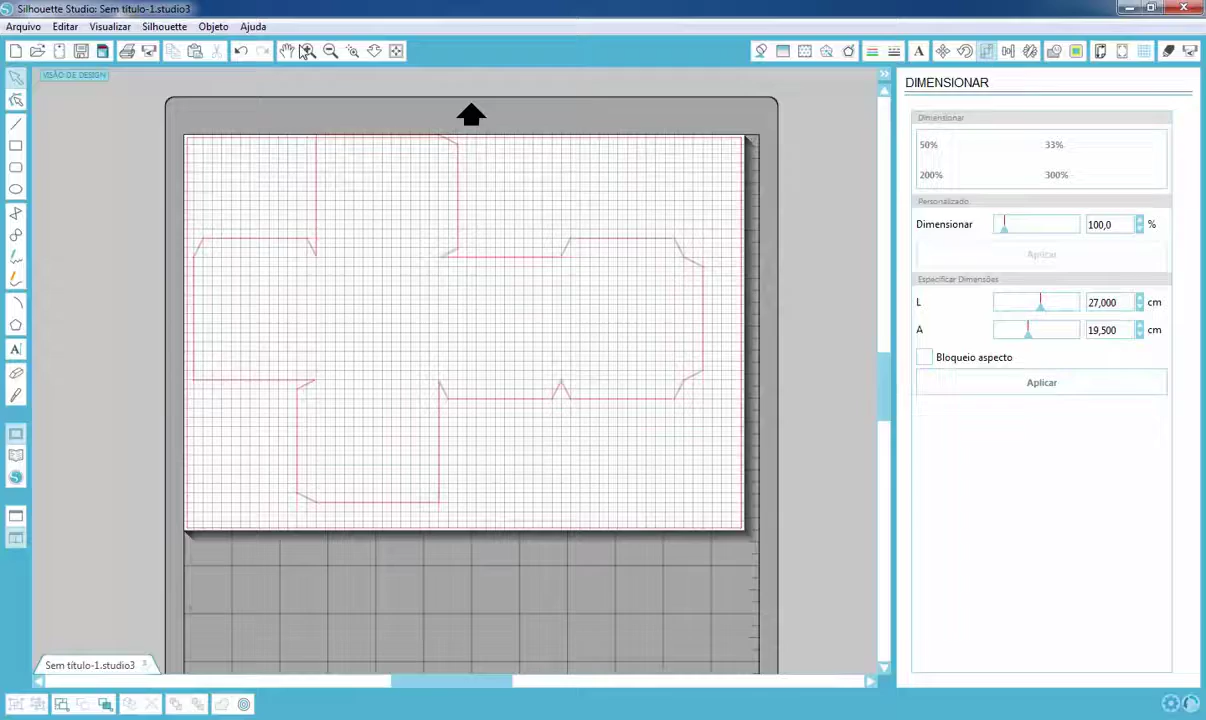 Silhouette Studio: Sem título-1.studio3
Arquivo Editar Visualizar Silhouette Objeto Ajuda
VISÃO DE DESIGN
DIMENSIONAR
Dimensionar
50% 33%
200% 300%
Personalizado
Dimensionar 100,0 %
Aplicar
Especificar Dimensões
L 27,000 cm
A 19,500 cm
Bloqueio aspecto
Aplicar
Sem título-1.studio3